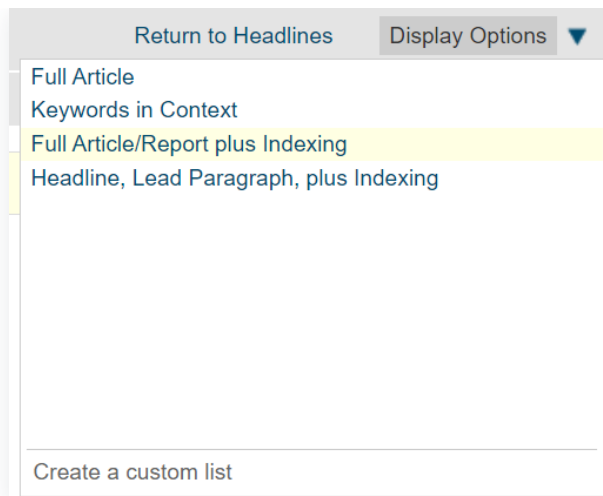 Return to Headlines Display Options
Full Article
Keywords in Context
Full Article/Report plus Indexing
Headline, Lead Paragraph, plus Indexing
Create a custom list